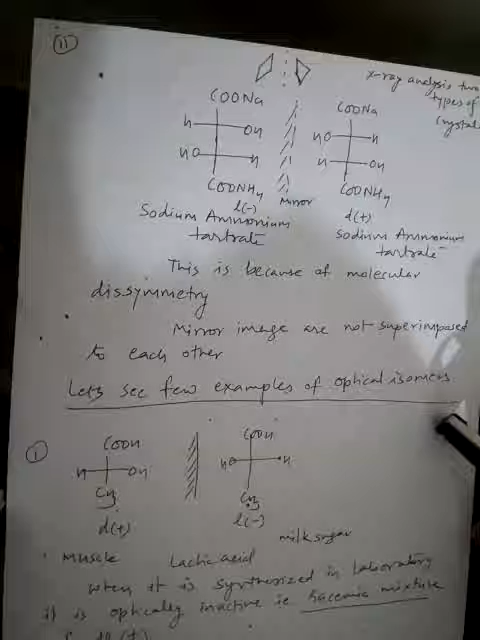 11
x-ray analysis two
types of
Crystals
COONa COONa
H OH HO H
HO H H OH
COONH4 Mirror COONH4
l(-) d(+)
Sodium Ammonium Sodium Ammonium
tartrate tartrate
This is because of molecular
dissymmetry
Mirror image are not superimposed
to each other
Lets see few examples of optical isomers
1
COOH COOH
H OH HO H
CH3 CH3
d(+) l(-)
milk sugar
Muscle Lactic acid
when it is synthesized in laboratory
it is optically inactive ie racemic mixture